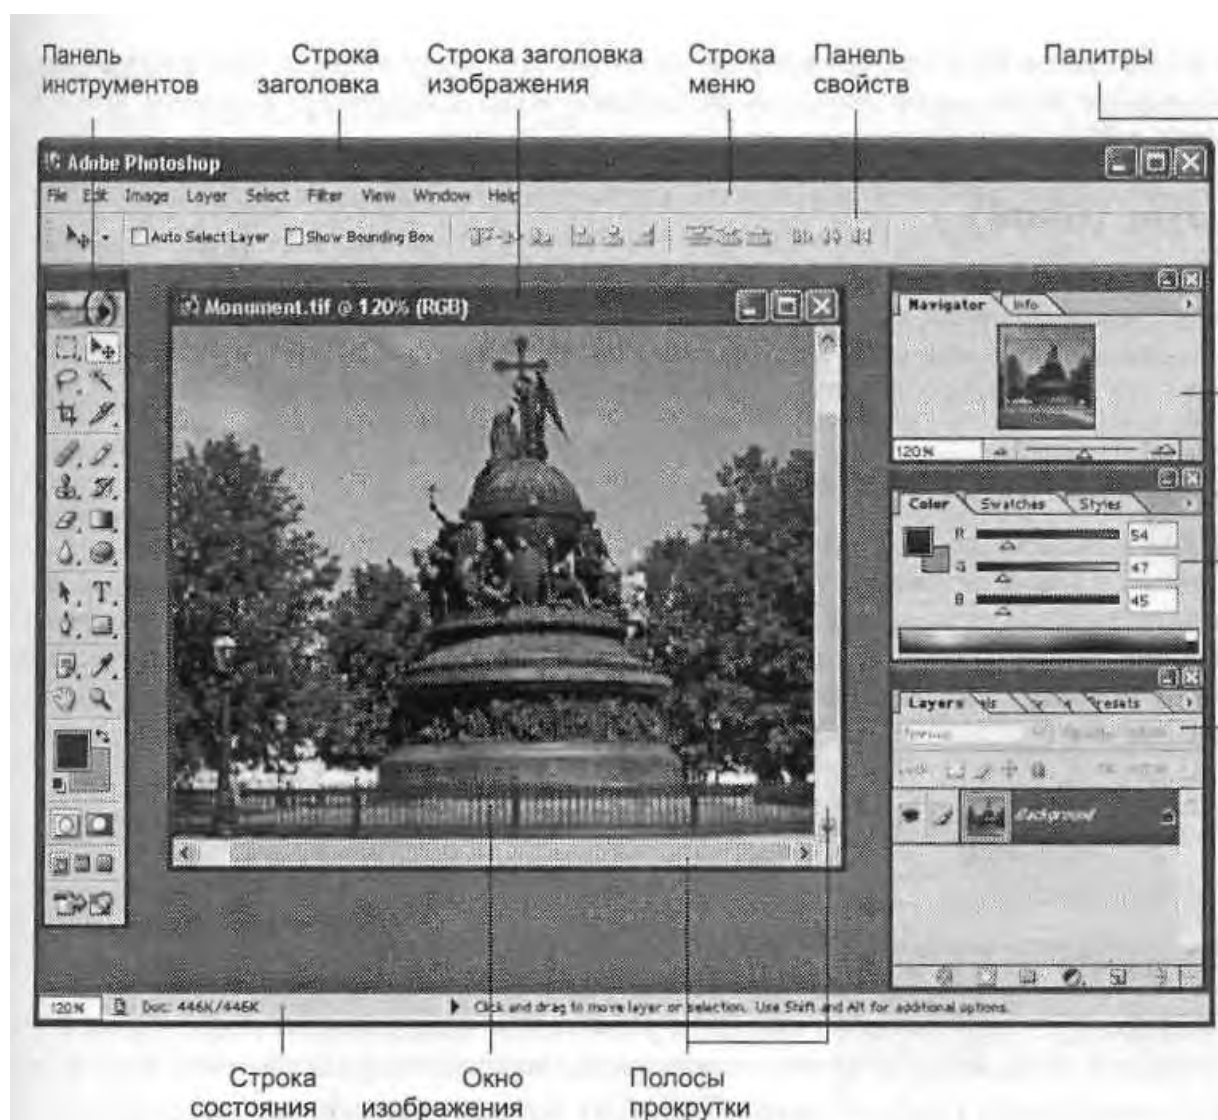 Панель
инструментов
Строка
заголовка
Строка заголовка
изображения
Строка
меню
Панель
свойств
Палитры
Adobe Photoshop
File Edit Image Layer Select Filter View Window Help
Auto Select Layer Show Bounding Box
Monument.tif @ 120% (RGB)
Navigator Info
120%
Color Swatches Styles
R 54
G 47
B 45
Layers
Background
120% Doc: 446K/446K Click and drag to move layer or selection. Use Shift and Alt for additional options.
Строка
состояния
Окно
изображения
Полосы
прокрутки